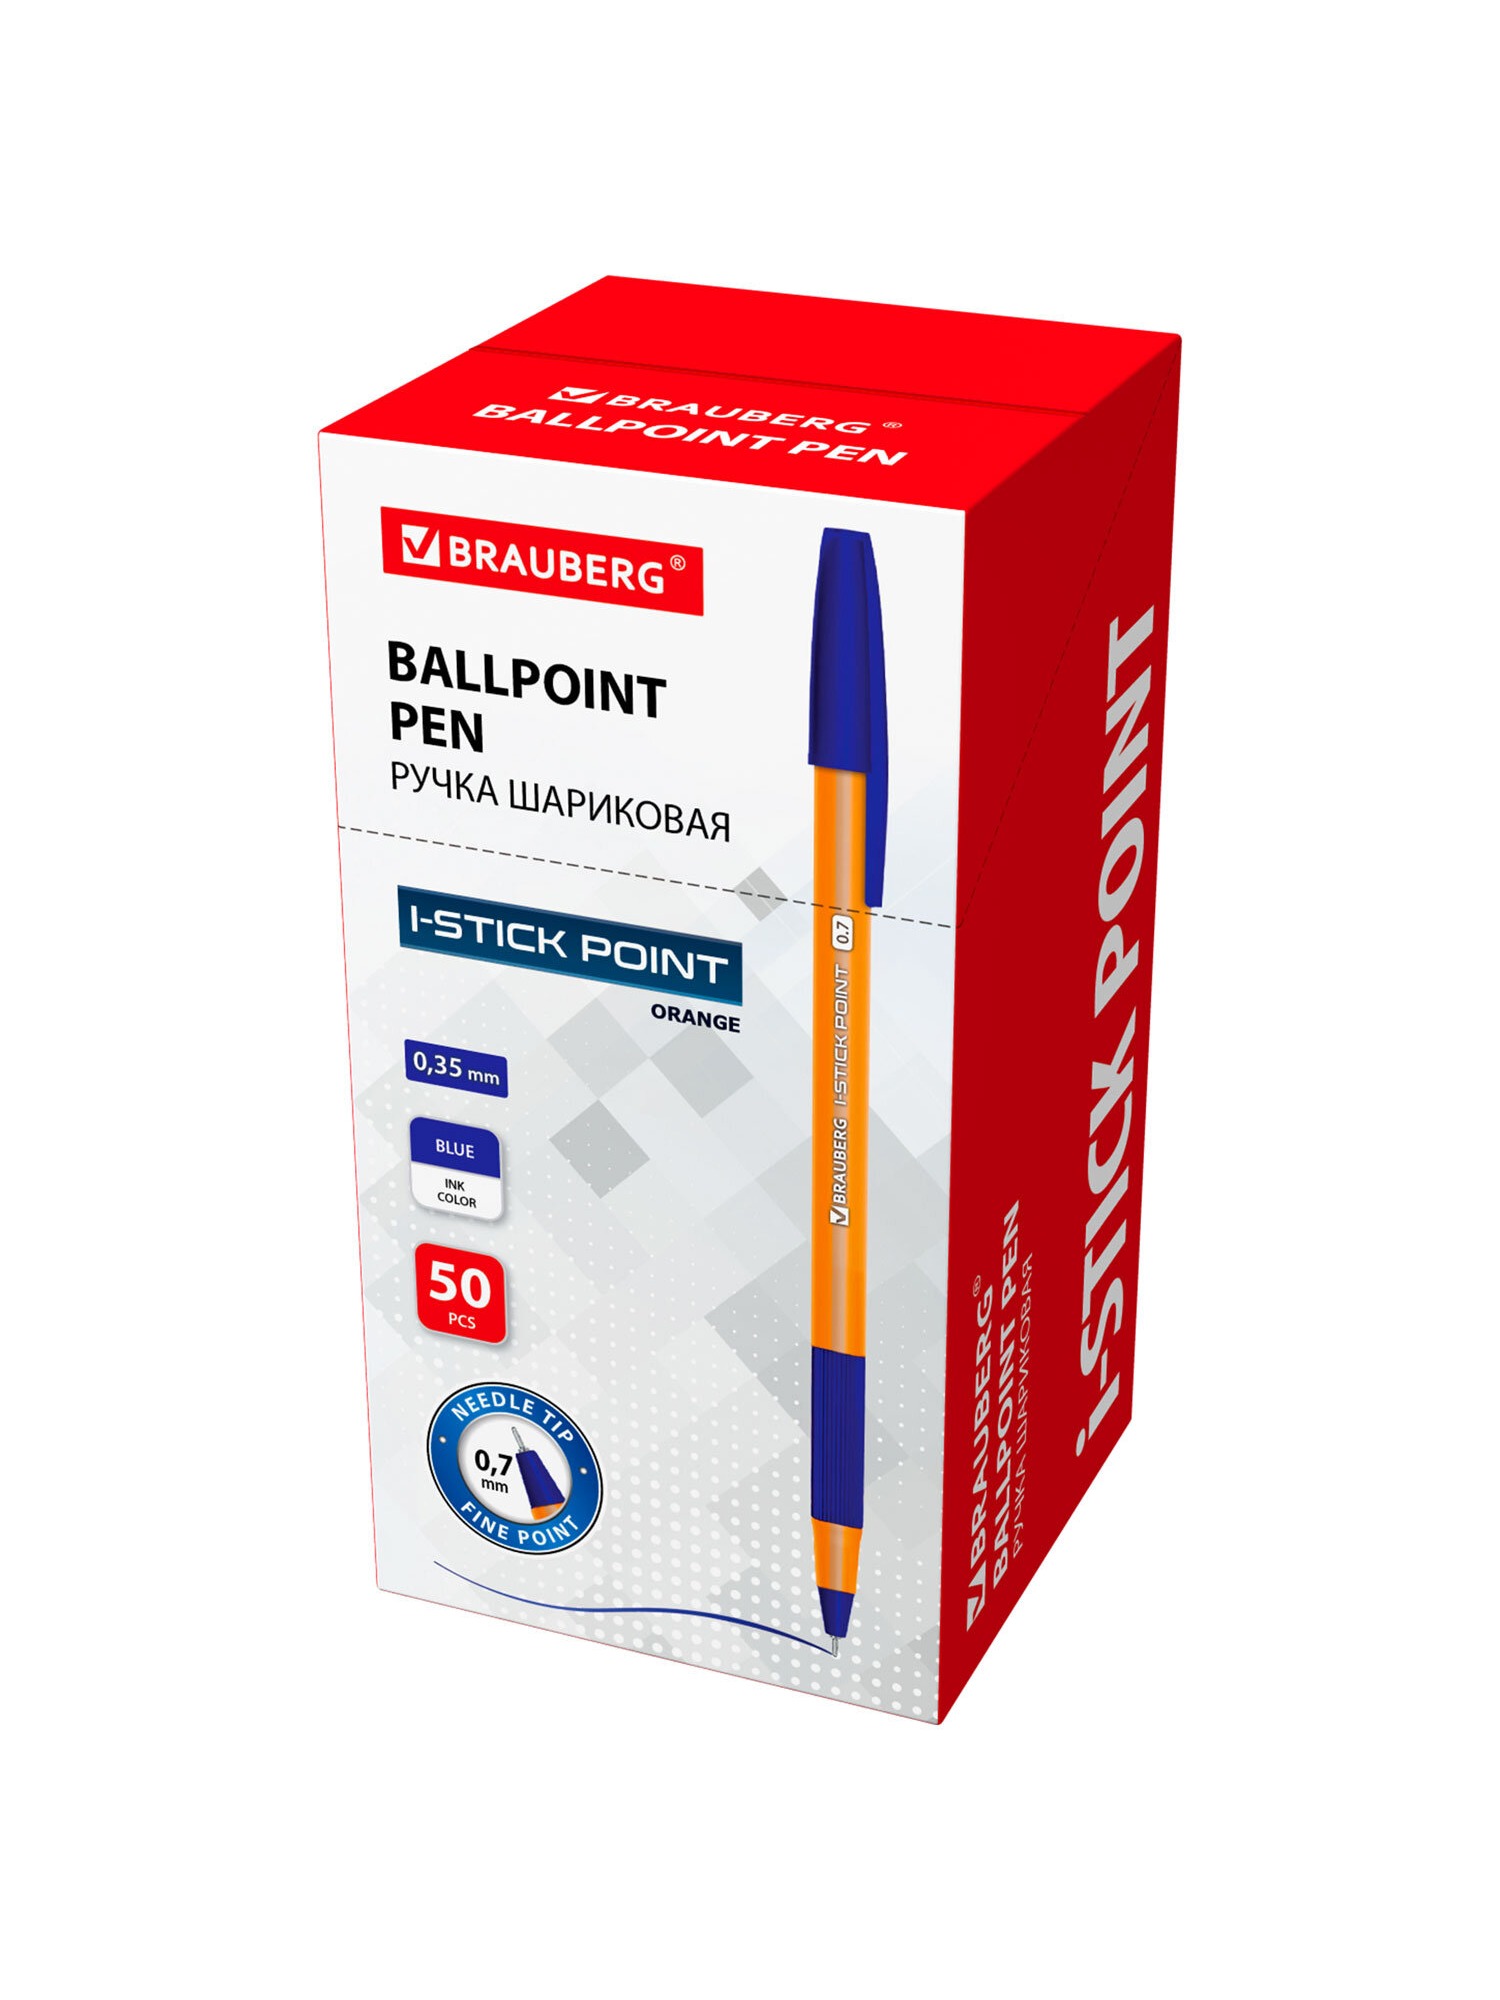 BRAUBERG ®
BALLPOINT PEN
BRAUBERG®
BALLPOINT
PEN
РУЧКА ШАРИКОВАЯ
I-STICK POINT
ORANGE
0,35 mm
BLUE
INK
COLOR
50
PCS
NEEDLE TIP
0,7
mm
FINE POINT
BRAUBERG I-STICK POINT 0.7
BRAUBERG®
BALLPOINT PEN
РУЧКА ШАРИКОВАЯ
i-STICK POINT